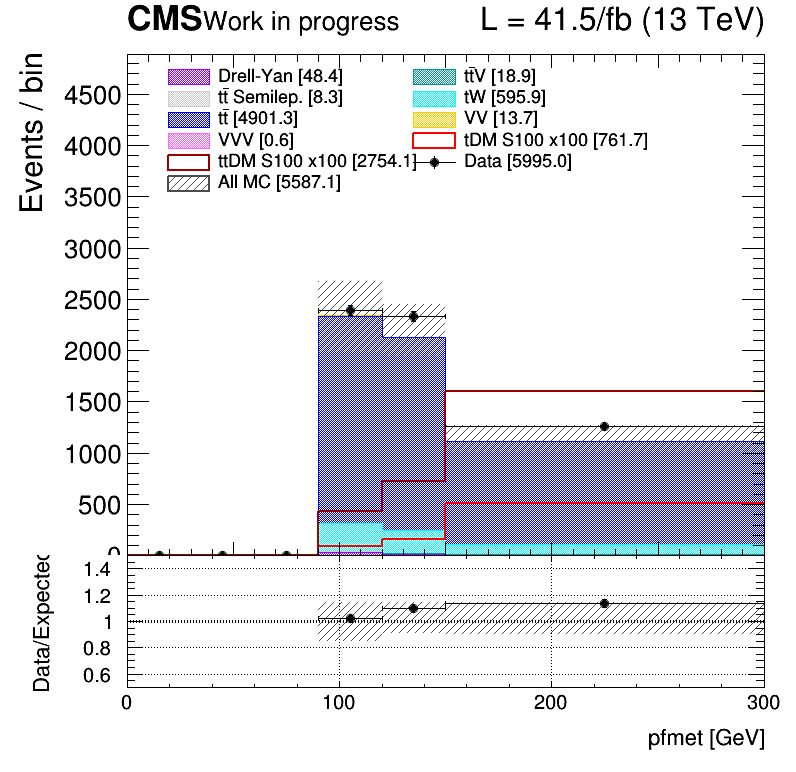 CMS Work in progress L = 41.5/fb (13 TeV)
Events / bin
Drell-Yan [48.4] tt̄V [18.9]
tt̄ Semilep. [8.3] tW [595.9]
tt̄ [4901.3] VV [13.7]
VVV [0.6] tDM S100 x100 [761.7]
ttDM S100 x100 [2754.1] Data [5995.0]
All MC [5587.1]
4500
4000
3500
3000
2500
2000
1500
1000
500
0
Data/Expected
1.4
1.2
1
0.8
0.6
0 100 200 300
pfmet [GeV]